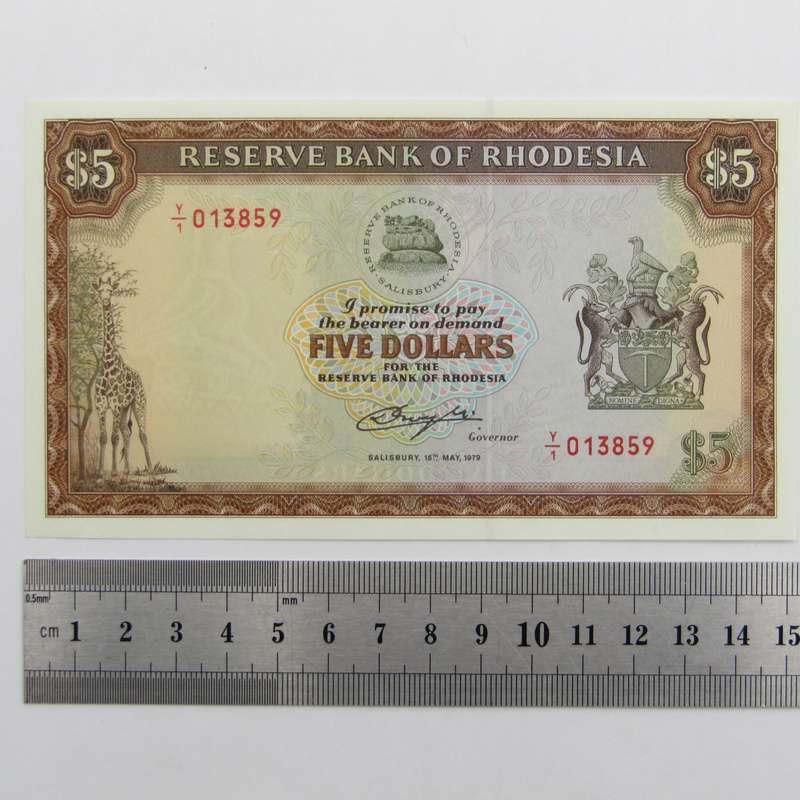 $5 RESERVE BANK OF RHODESIA $5
Y/1 013859
RESERVE BANK OF RHODESIA
· SALISBURY ·
I promise to pay
the bearer on demand
FIVE DOLLARS
FOR THE
RESERVE BANK OF RHODESIA
Governor
Y/1 013859
SALISBURY, 15TH MAY, 1979
$5
0.5mm mm
cm 1 2 3 4 5 6 7 8 9 10 11 12 13 14 15